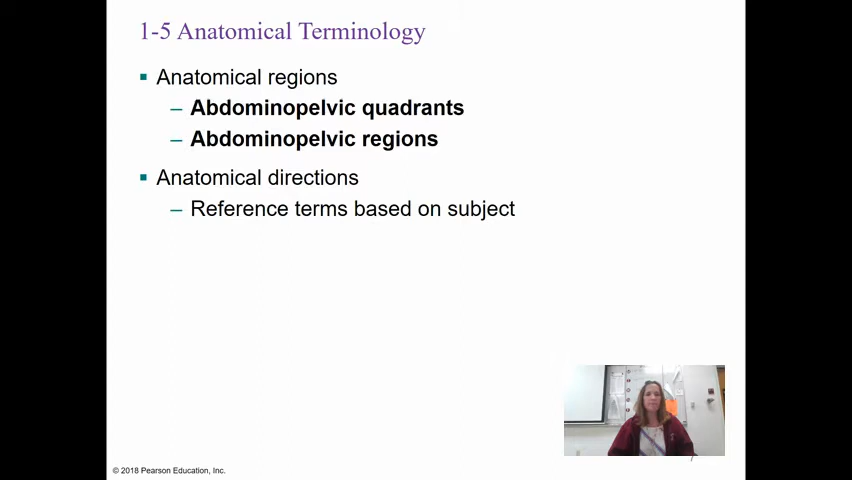 1-5 Anatomical Terminology
▪ Anatomical regions
– Abdominopelvic quadrants
– Abdominopelvic regions
▪ Anatomical directions
– Reference terms based on subject
© 2018 Pearson Education, Inc.